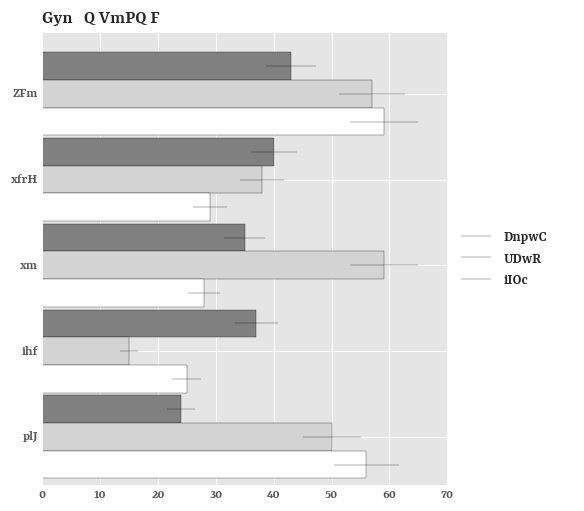 Gyn Q VmPQ F
ZFm
xfrH
xm
ihf
plJ
0 10 20 30 40 50 60 70
DnpwC
UDwR
iIOc